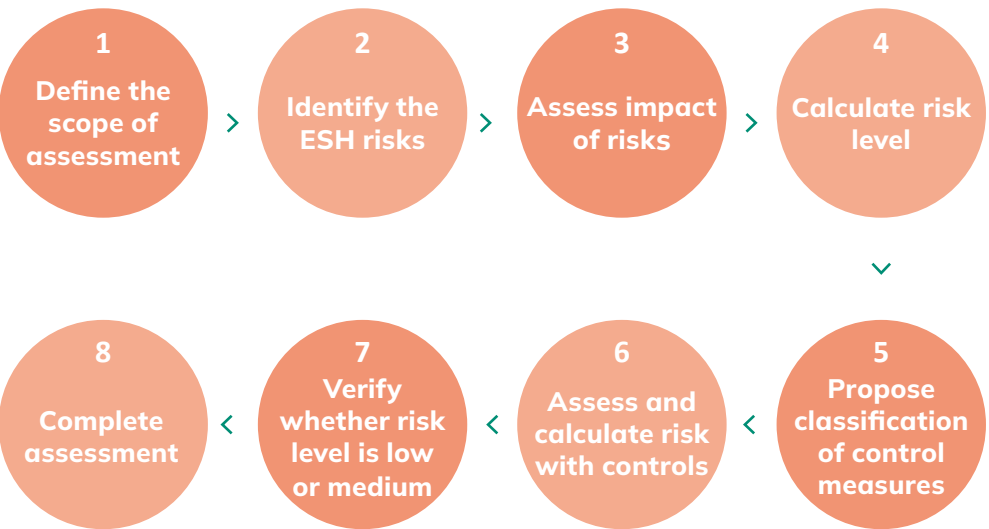 1
Define the
scope of
assessment
2
Identify the
ESH risks
3
Assess impact
of risks
4
Calculate risk
level
5
Propose
classification
of control
measures
6
Assess and
calculate risk
with controls
7
Verify
whether risk
level is low
or medium
8
Complete
assessment